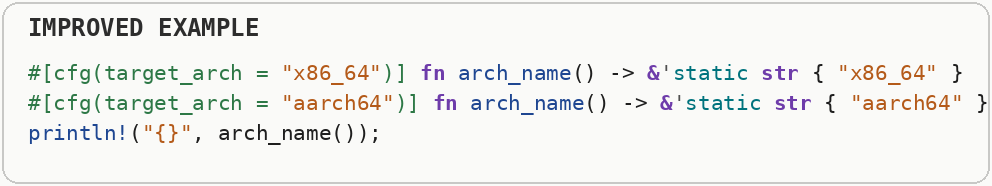 IMPROVED EXAMPLE
#[cfg(target_arch = "x86_64")] fn arch_name() -> &'static str { "x86_64" }
#[cfg(target_arch = "aarch64")] fn arch_name() -> &'static str { "aarch64" }
println!("{}", arch_name());